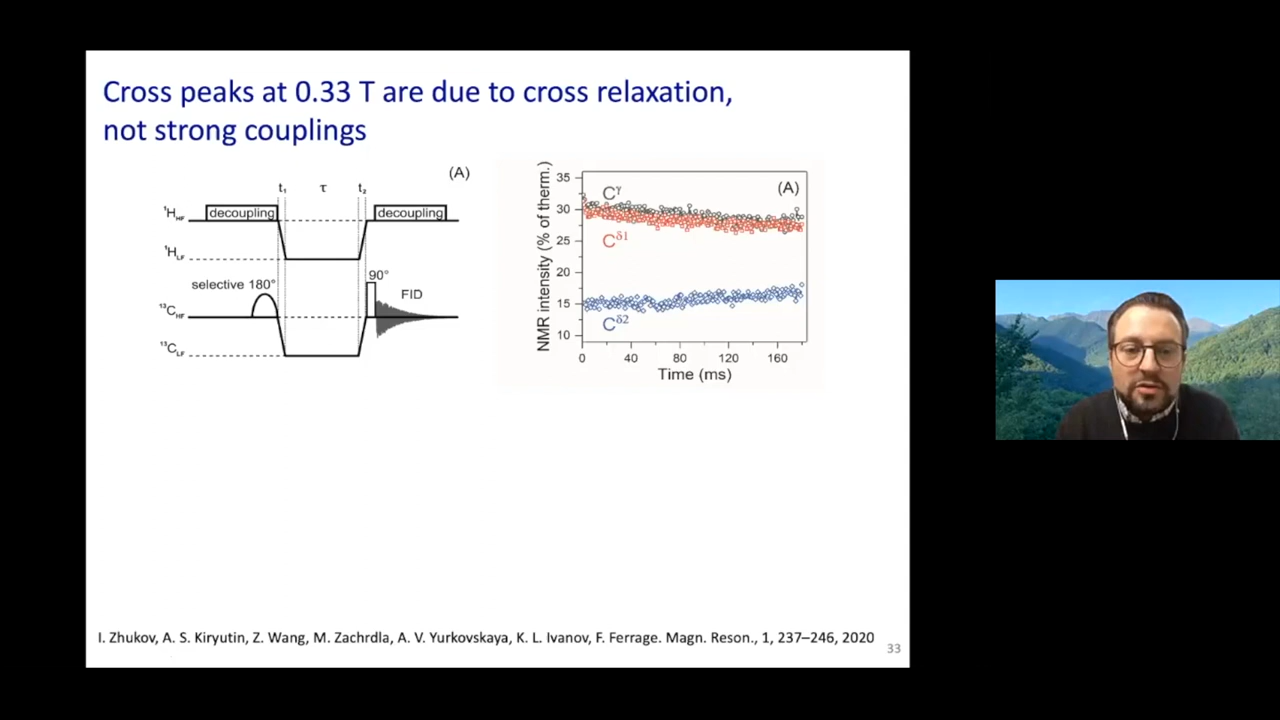 Cross peaks at 0.33 T are due to cross relaxation,
not strong couplings
(A)
t₁ τ t₂
¹H_HF decoupling decoupling
¹H_LF
selective 180° 90°
FID
¹³C_HF
¹³C_LF
NMR intensity (% of therm.)
35
30
25
20
15
10
(A)
Cᵞ
C^δ1
C^δ2
0 40 80 120 160
Time (ms)
I. Zhukov, A. S. Kiryutin, Z. Wang, M. Zachrdla, A. V. Yurkovskaya, K. L. Ivanov, F. Ferrage. Magn. Reson., 1, 237–246, 2020
33